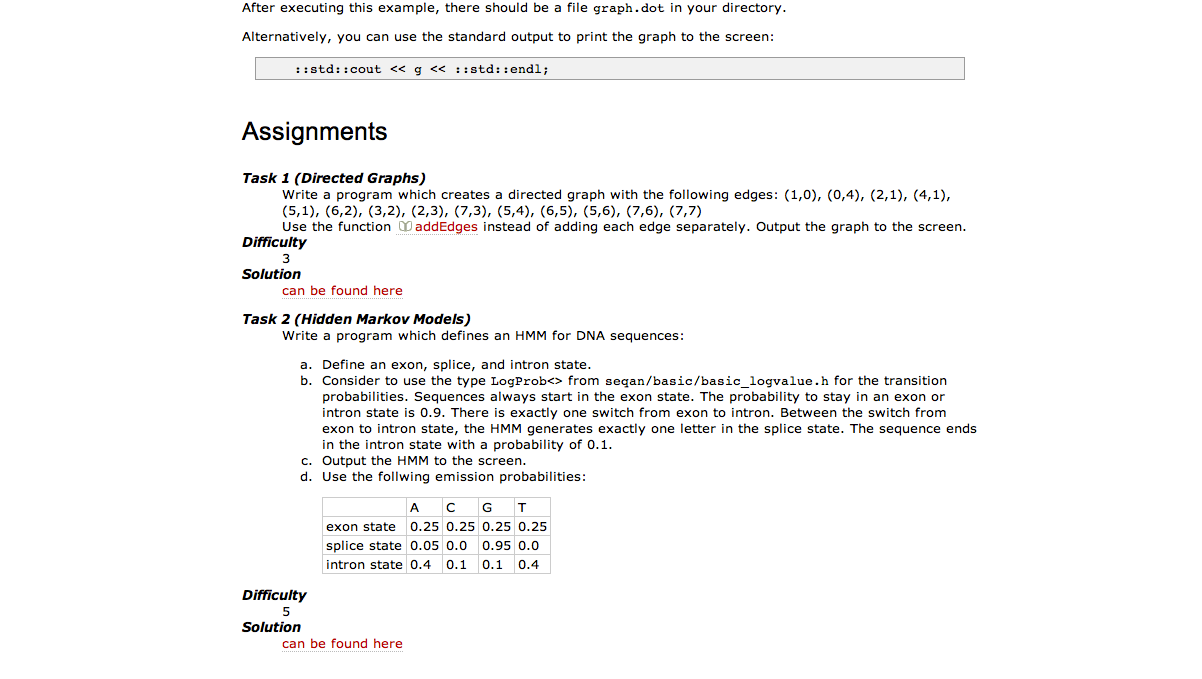 After executing this example, there should be a file graph.dot in your directory.
Alternatively, you can use the standard output to print the graph to the screen:
::std::cout << g << ::std::endl;
Assignments
Task 1 (Directed Graphs)
Write a program which creates a directed graph with the following edges: (1,0), (0,4), (2,1), (4,1),
(5,1), (6,2), (3,2), (2,3), (7,3), (5,4), (6,5), (5,6), (7,6), (7,7)
Use the function addEdges instead of adding each edge separately. Output the graph to the screen.
Difficulty
3
Solution
can be found here
Task 2 (Hidden Markov Models)
Write a program which defines an HMM for DNA sequences:
a. Define an exon, splice, and intron state.
b. Consider to use the type LogProb<> from seqan/basic/basic_logvalue.h for the transition
probabilities. Sequences always start in the exon state. The probability to stay in an exon or
intron state is 0.9. There is exactly one switch from exon to intron. Between the switch from
exon to intron state, the HMM generates exactly one letter in the splice state. The sequence ends
in the intron state with a probability of 0.1.
c. Output the HMM to the screen.
d. Use the follwing emission probabilities:
A C G T
exon state 0.25 0.25 0.25 0.25
splice state 0.05 0.0 0.95 0.0
intron state 0.4 0.1 0.1 0.4
Difficulty
5
Solution
can be found here